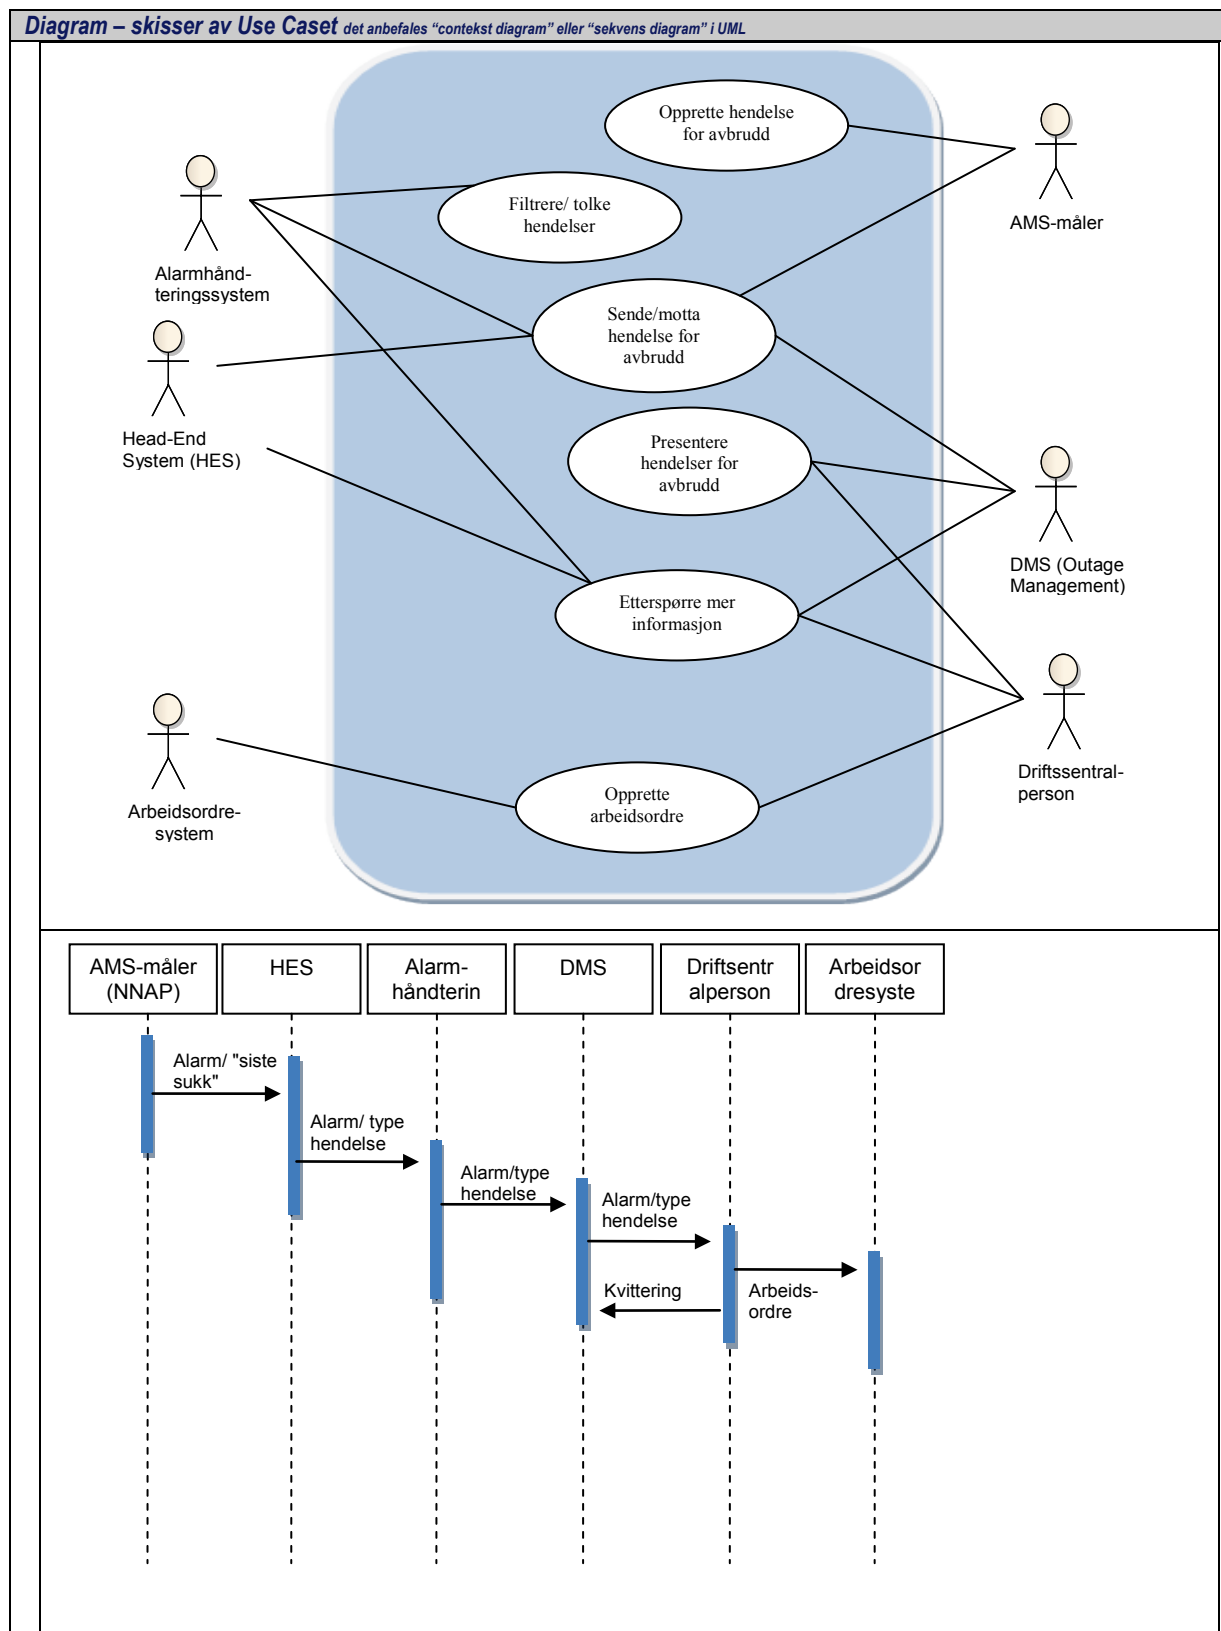 Diagram – skisser av Use Caset det anbefales “contekst diagram” eller “sekvens diagram” i UML
Opprette hendelse
for avbrudd
AMS-måler
Filtrere/ tolke
hendelser
Alarmhånd-
teringssystem
Sende/motta
hendelse for
avbrudd
Head-End
System (HES)
Presentere
hendelser for
avbrudd
DMS (Outage
Management)
Etterspørre mer
informasjon
Driftssentral-
person
Arbeidsordre-
system
Opprette
arbeidsordre
AMS-måler
(NNAP)
HES
Alarm-
håndterin
DMS
Driftsentr
alperson
Arbeidsor
dresyste
Alarm/ "siste
sukk"
Alarm/ type
hendelse
Alarm/type
hendelse
Alarm/type
hendelse
Kvittering
Arbeids-
ordre